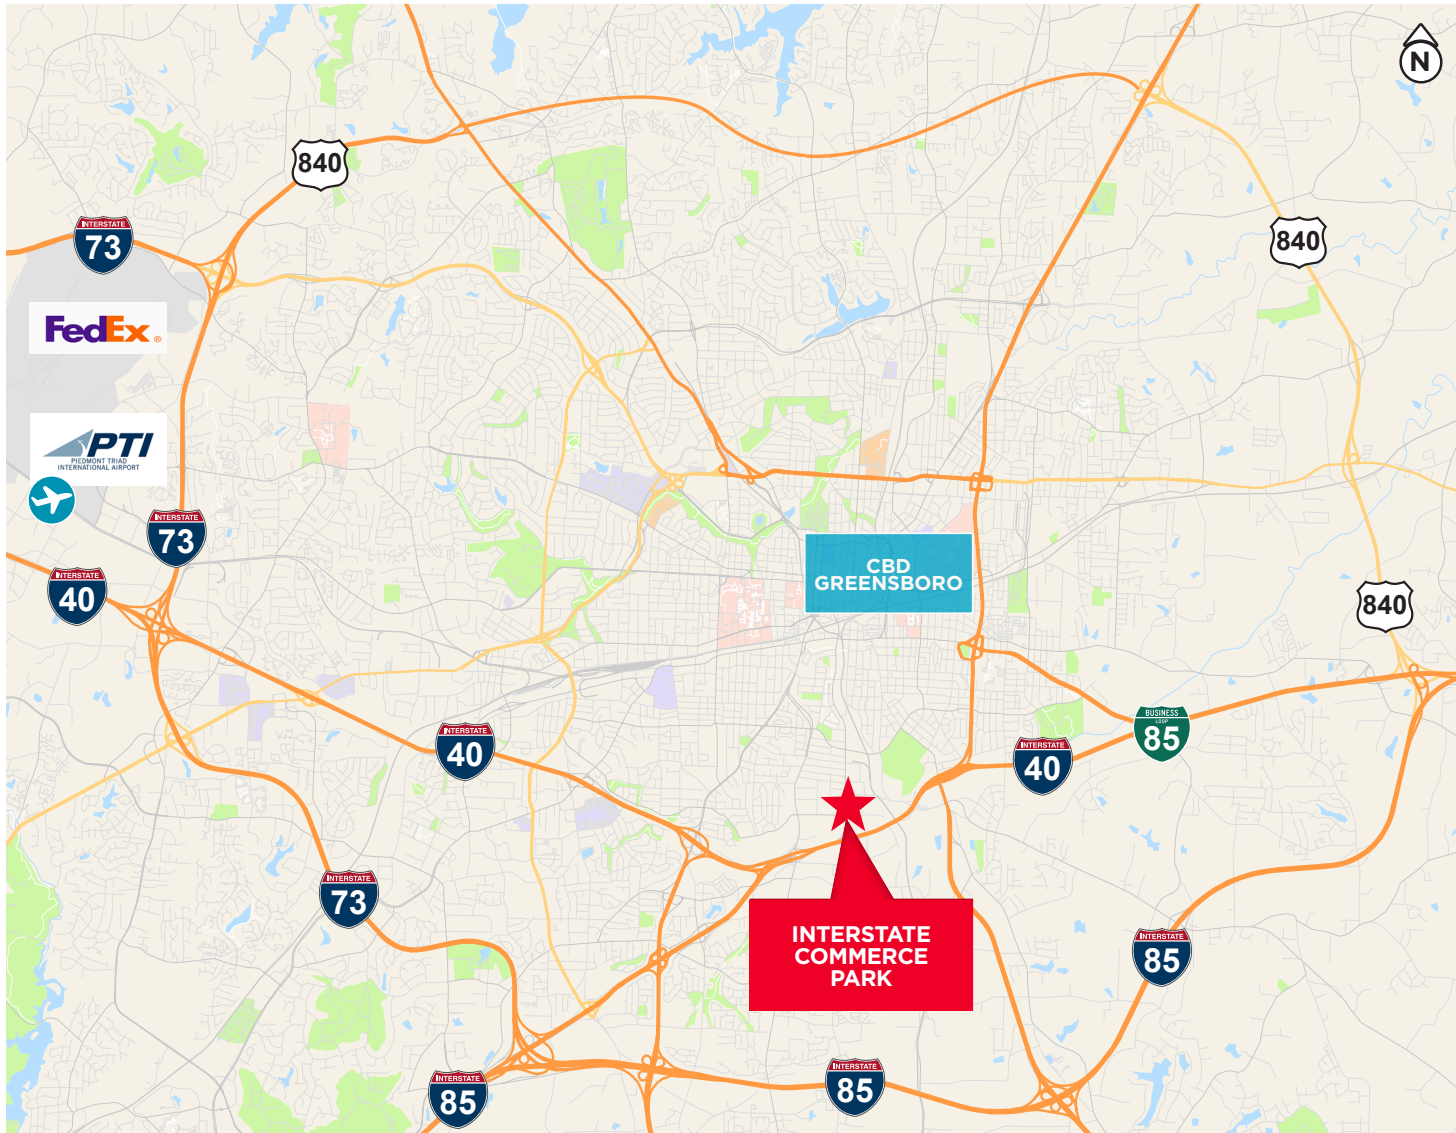 N
840
INTERSTATE
73
840
FedEx®
PTI
PIEDMONT TRIAD
INTERNATIONAL AIRPORT
INTERSTATE
73
CBD
GREENSBORO
INTERSTATE
40
840
INTERSTATE
40
BUSINESS
LOOP
85
INTERSTATE
40
INTERSTATE
73
INTERSTATE
COMMERCE
PARK
INTERSTATE
85
INTERSTATE
85
INTERSTATE
85